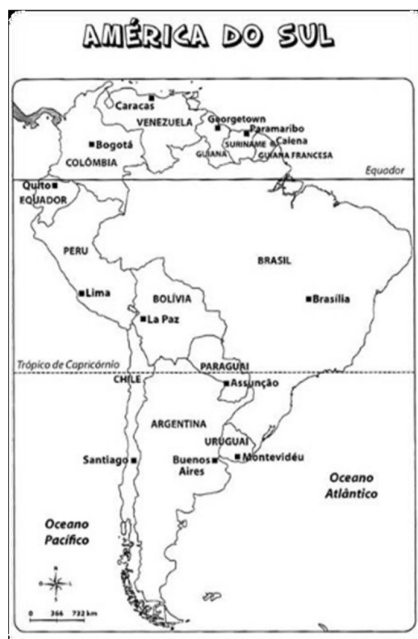 AMÉRICA DO SUL
Caracas
VENEZUELA
Georgetown
Paramaribo
Caiena
SURINAME
GUIANA
GUIANA FRANCESA
Bogotá
COLÔMBIA
Equador
Quito
EQUADOR
PERU
BRASIL
Lima
BOLÍVIA
Brasília
La Paz
Trópico de Capricórnio
PARAGUAI
CHILE
Assunção
ARGENTINA
URUGUAI
Santiago
Buenos
Aires
Montevidéu
Oceano
Atlântico
Oceano
Pacífico
N
O
L
S
0 366 732 km